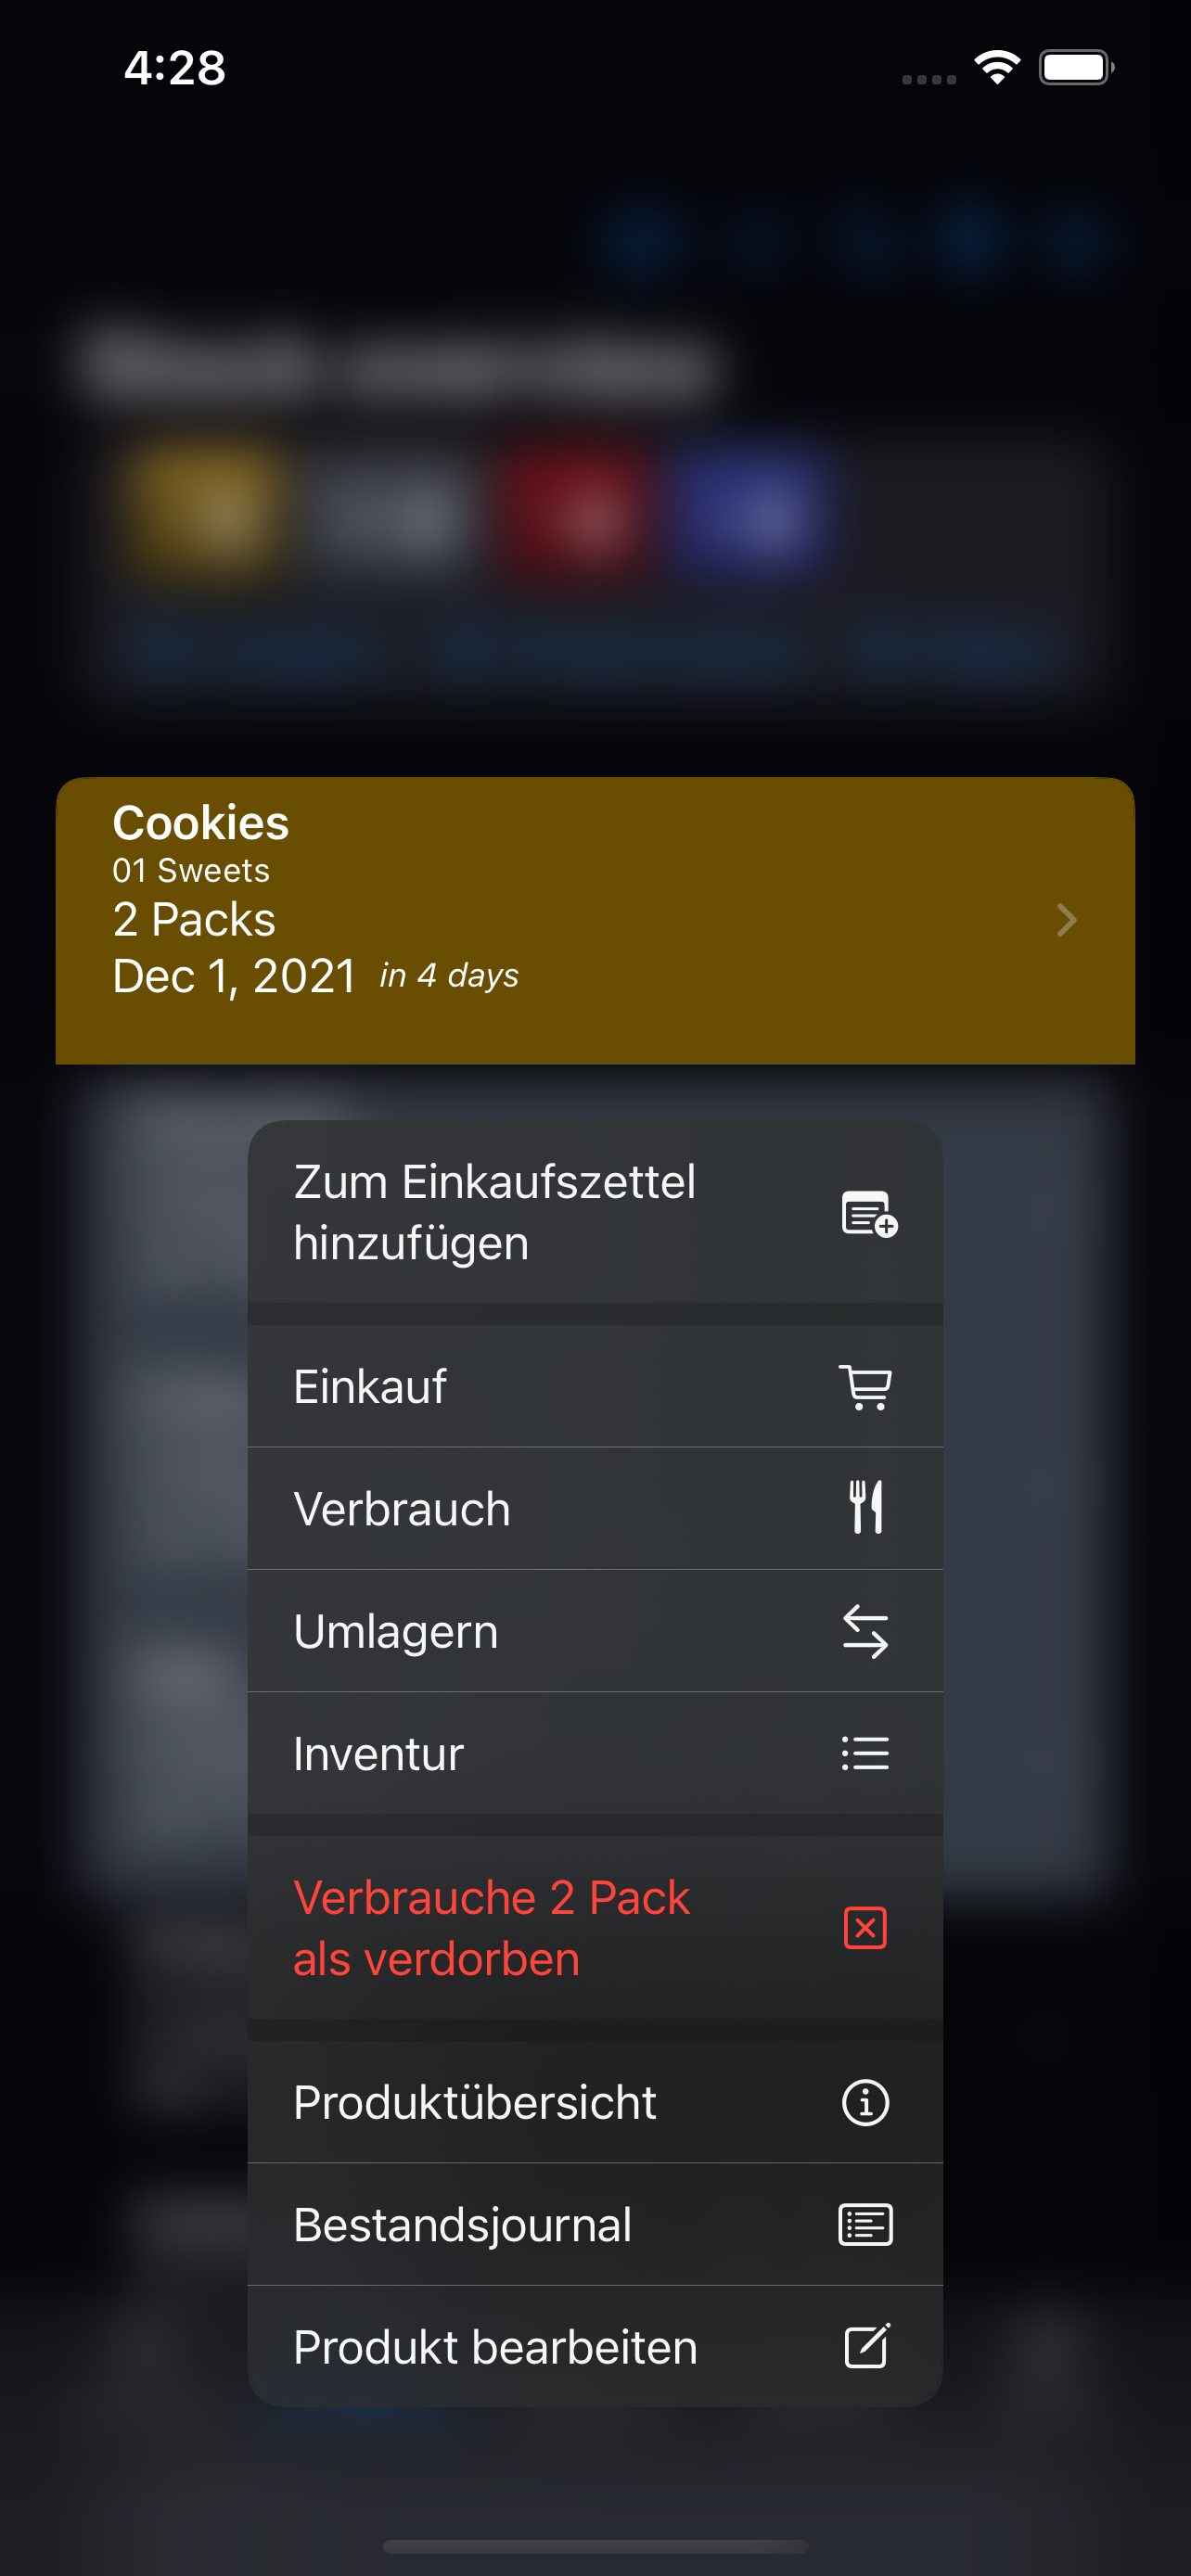 4:28
Cookies
01 Sweets
2 Packs
Dec 1, 2021 in 4 days
Zum Einkaufszettel
hinzufügen
Einkauf
Verbrauch
Umlagern
Inventur
Verbrauche 2 Pack
als verdorben
Produktübersicht
Bestandsjournal
Produkt bearbeiten